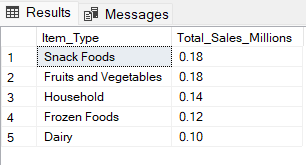 Results Messages
Item_Type Total_Sales_Millions
1 Snack Foods 0.18
2 Fruits and Vegetables 0.18
3 Household 0.14
4 Frozen Foods 0.12
5 Dairy 0.10